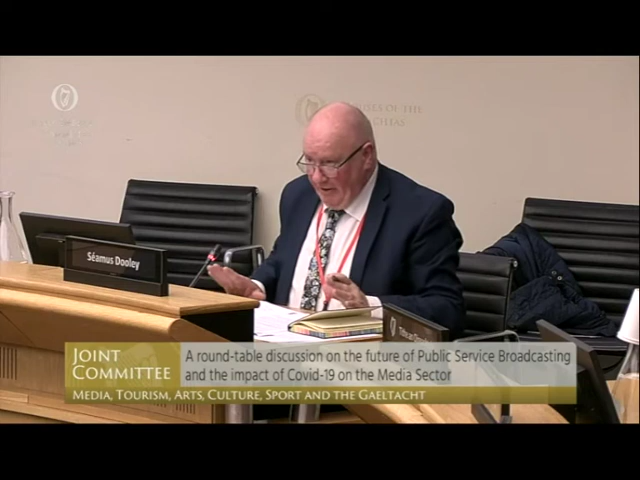 Séamus Dooley
JOINT
COMMITTEE
A round-table discussion on the future of Public Service Broadcasting
and the impact of Covid-19 on the Media Sector
MEDIA, TOURISM, ARTS, CULTURE, SPORT AND THE GAELTACHT